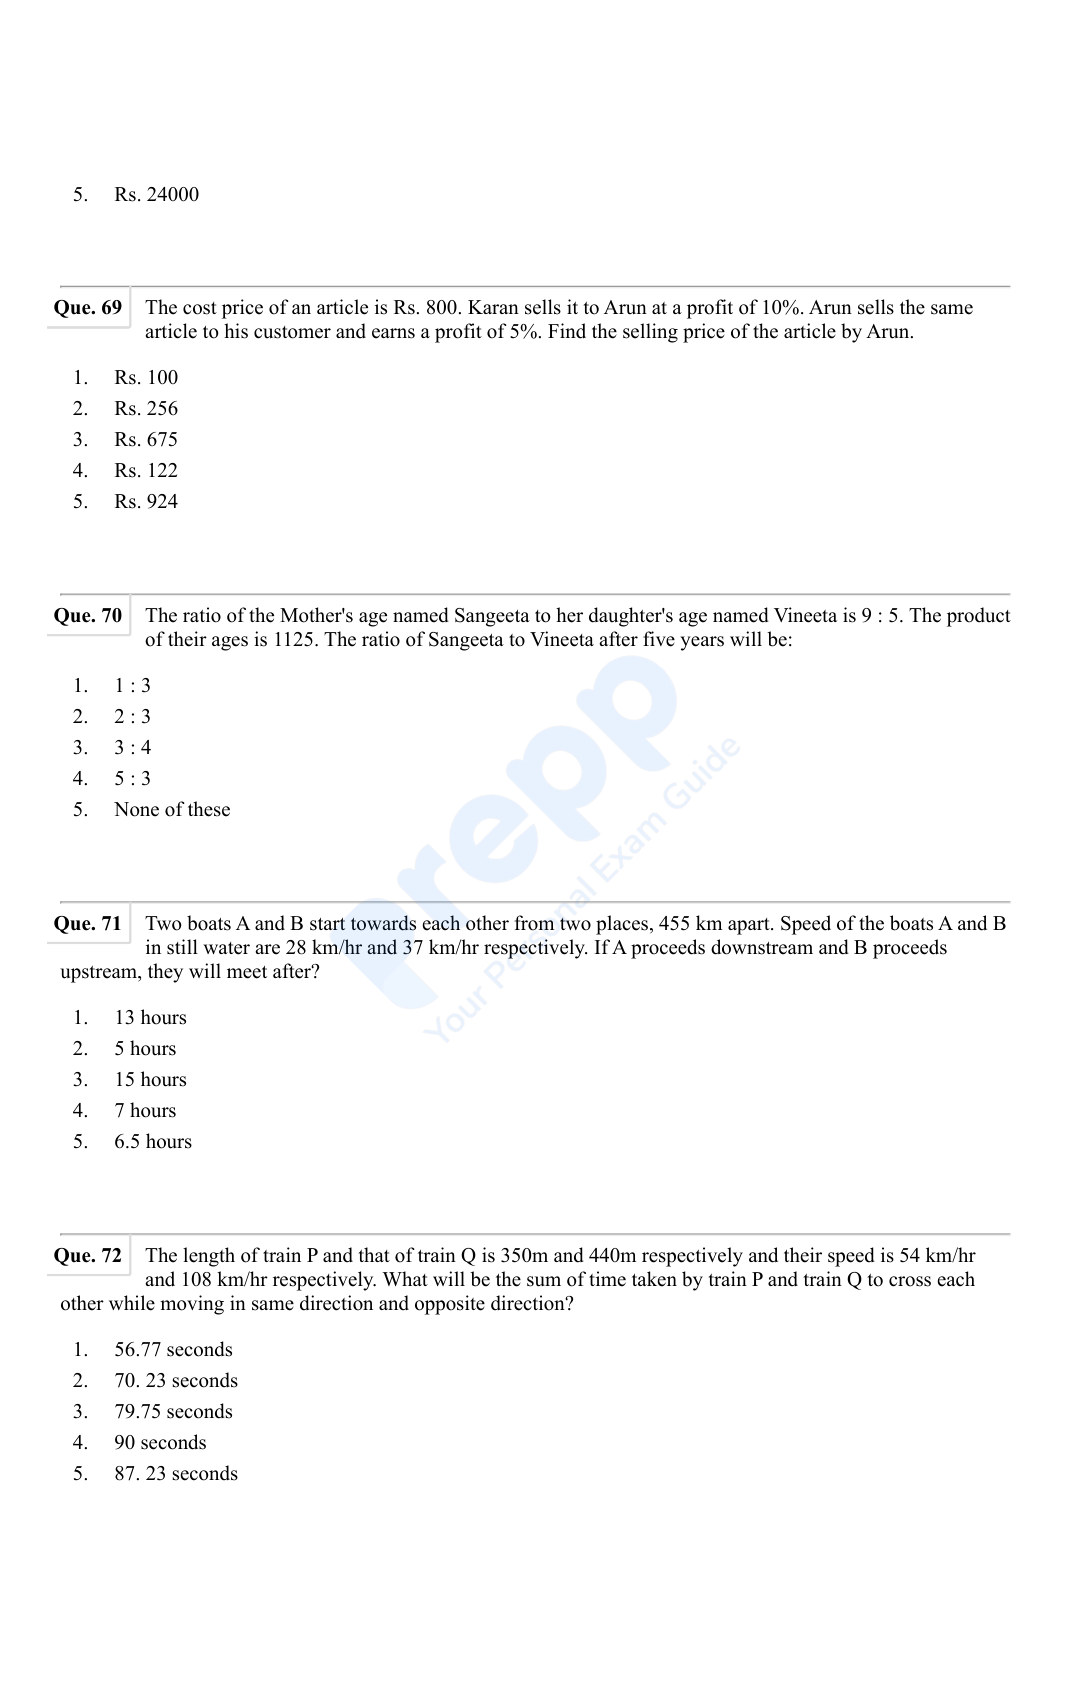 5. Rs. 24000
Que. 69 The cost price of an article is Rs. 800. Karan sells it to Arun at a profit of 10%. Arun sells the same
article to his customer and earns a profit of 5%. Find the selling price of the article by Arun.
1. Rs. 100
2. Rs. 256
3. Rs. 675
4. Rs. 122
5. Rs. 924
Que. 70 The ratio of the Mother's age named Sangeeta to her daughter's age named Vineeta is 9 : 5. The product
of their ages is 1125. The ratio of Sangeeta to Vineeta after five years will be:
1. 1 : 3
2. 2 : 3
3. 3 : 4
4. 5 : 3
5. None of these
prepp
Your Personal Exam Guide
Que. 71 Two boats A and B start towards each other from two places, 455 km apart. Speed of the boats A and B
in still water are 28 km/hr and 37 km/hr respectively. If A proceeds downstream and B proceeds
upstream, they will meet after?
1. 13 hours
2. 5 hours
3. 15 hours
4. 7 hours
5. 6.5 hours
Que. 72 The length of train P and that of train Q is 350m and 440m respectively and their speed is 54 km/hr
and 108 km/hr respectively. What will be the sum of time taken by train P and train Q to cross each
other while moving in same direction and opposite direction?
1. 56.77 seconds
2. 70. 23 seconds
3. 79.75 seconds
4. 90 seconds
5. 87. 23 seconds